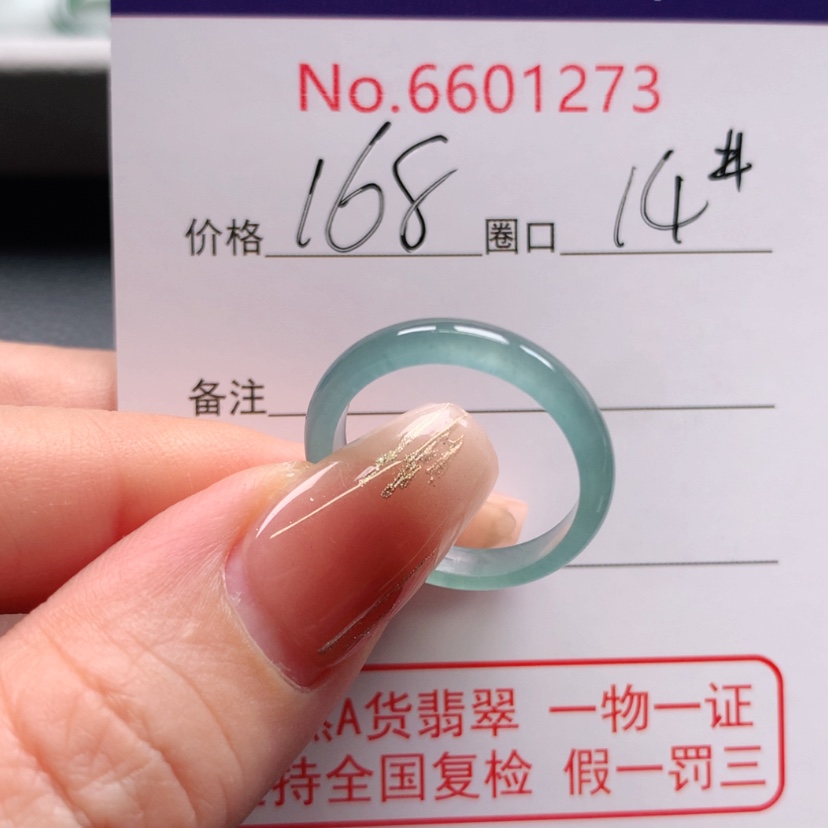 No.6601273
价格 168 圈口 14#
备注
A货翡翠 一物一证
持全国复检 假一罚三